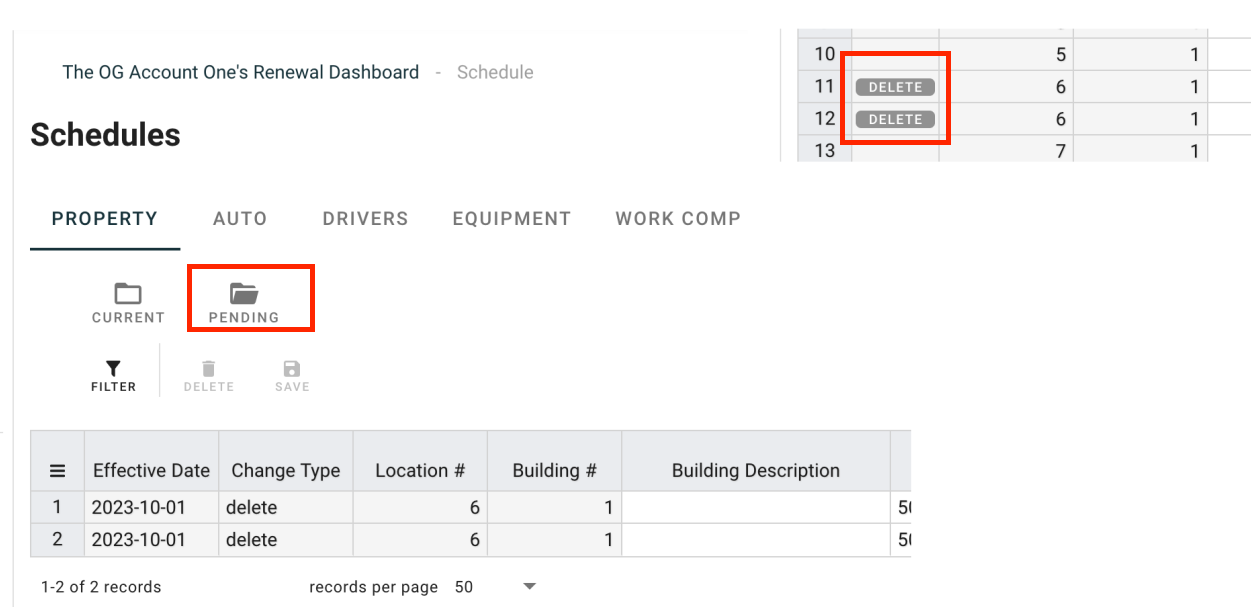 The OG Account One's Renewal Dashboard - Schedule
Schedules
10 5 1
11 DELETE 6 1
12 DELETE 6 1
13 7 1
PROPERTY AUTO DRIVERS EQUIPMENT WORK COMP
CURRENT PENDING
FILTER DELETE SAVE
Effective Date Change Type Location # Building # Building Description
1 2023-10-01 delete 6 1
2 2023-10-01 delete 6 1
1-2 of 2 records records per page 50